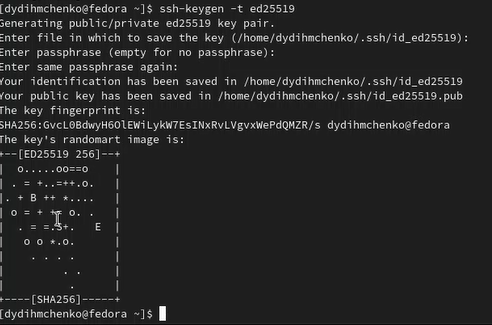 [dydihmchenko@fedora ~]$ ssh-keygen -t ed25519
Generating public/private ed25519 key pair.
Enter file in which to save the key (/home/dydihmchenko/.ssh/id_ed25519):
Enter passphrase (empty for no passphrase):
Enter same passphrase again:
Your identification has been saved in /home/dydihmchenko/.ssh/id_ed25519
Your public key has been saved in /home/dydihmchenko/.ssh/id_ed25519.pub
The key fingerprint is:
SHA256:GvcL0BdwyH6OlEWiLykW7EsINxRvLVgvxWePdQMZR/s dydihmchenko@fedora
The key's randomart image is:
+--[ED25519 256]--+
|  o.....oo==o    |
| . = +..=++.o.   |
|. + B ++ *....   |
| o = + += o. .   |
|  . = =.S+.   E  |
|   o o *.o.      |
|    . . . .      |
|         . .     |
|          .      |
+----[SHA256]-----+
[dydihmchenko@fedora ~]$